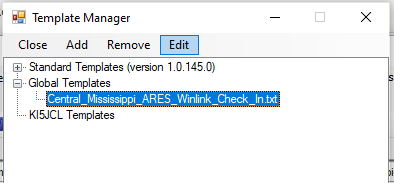 Template Manager
Close Add Remove Edit
Standard Templates (version 1.0.145.0)
Global Templates
Central_Mississippi_ARES_Winlink_Check_In.txt
KI5JCL Templates